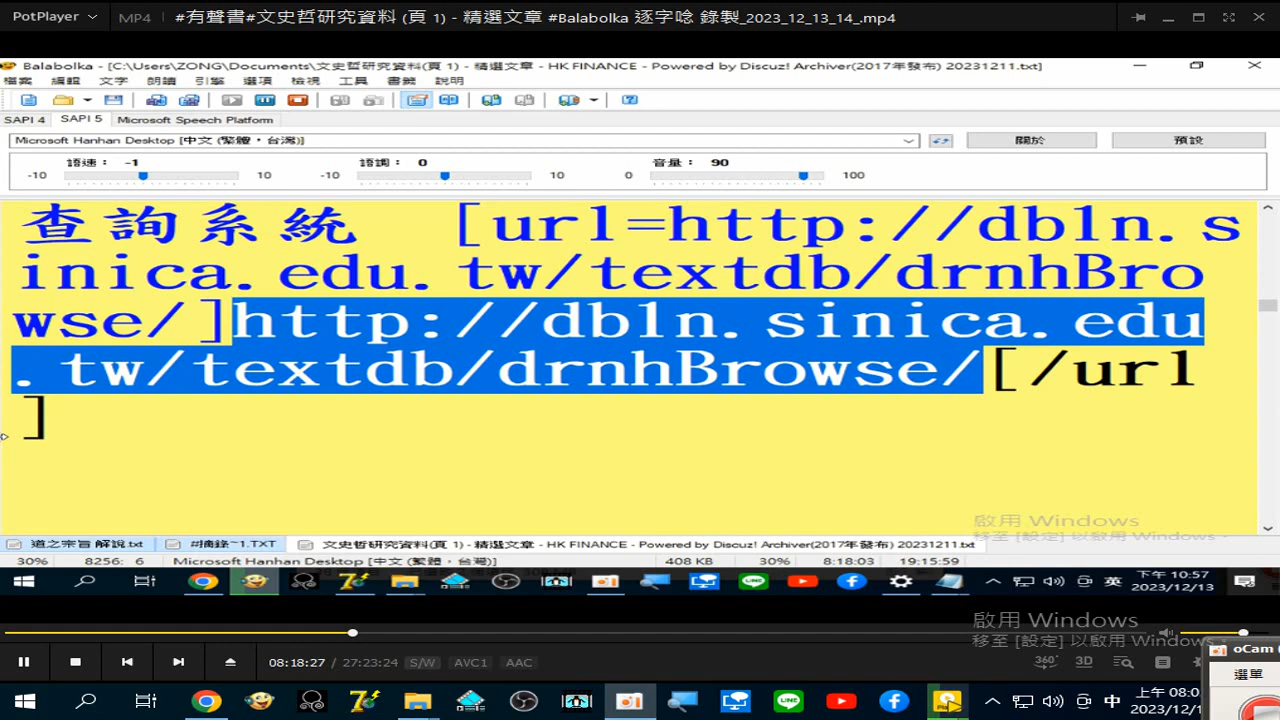 PotPlayer MP4 #有聲書#文史哲研究資料 (頁 1) - 精選文章 #Balabolka 逐字唸 錄製_2023_12_13_14_.mp4
Balabolka - [C:\Users\ZONG\Documents\文史哲研究資料(頁 1) - 精選文章 - HK FINANCE - Powered by Discuz! Archiver(2017年發布) 20231211.txt]
檔案 編輯 文字 朗讀 引擎 選項 檢視 工具 書籤 說明
SAPI 4 SAPI 5 Microsoft Speech Platform
Microsoft Hanhan Desktop [中文 (繁體，台灣)] 關於 預設
語速： -1 語調： 0 音量： 90
-10 10 -10 10 0 100
查詢系統 [url=http://dbln.s
inica.edu.tw/textdb/drnhBro
wse/]http://dbln.sinica.edu
.tw/textdb/drnhBrowse/[/url
]
啟用 Windows
移至 [設定] 以啟用 Windows。
道之宗旨 解說.txt #摘錄~1.TXT 文史哲研究資料(頁 1) - 精選文章 - HK FINANCE - Powered by Discuz! Archiver(2017年發布) 20231211.txt
30% 8256: 6 Microsoft Hanhan Desktop [中文 (繁體，台灣)] 408 KB 30% 8:18:03 19:15:59
英 下午 10:57
2023/12/13
啟用 Windows
移至 [設定] 以啟用 Windows。
oCam
08:18:27 / 27:23:24 S/W AVC1 AAC 360° 3D
選單
中 上午 08:0
2023/12/1